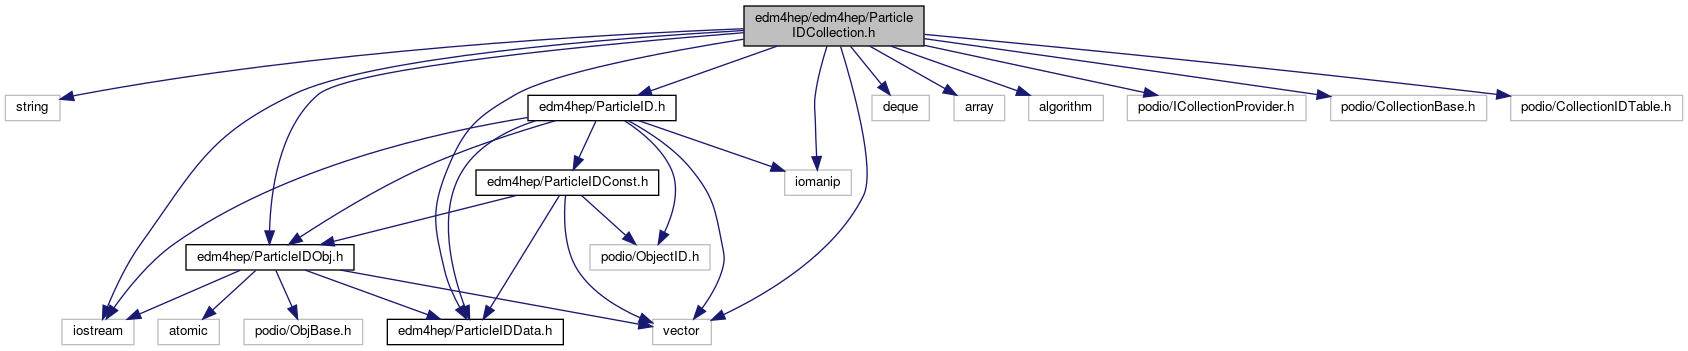 edm4hep/edm4hep/Particle
IDCollection.h
string
edm4hep/ParticleID.h
deque
array
algorithm
podio/ICollectionProvider.h
podio/CollectionBase.h
podio/CollectionIDTable.h
edm4hep/ParticleIDConst.h
iomanip
edm4hep/ParticleIDObj.h
podio/ObjectID.h
iostream
atomic
podio/ObjBase.h
edm4hep/ParticleIDData.h
vector